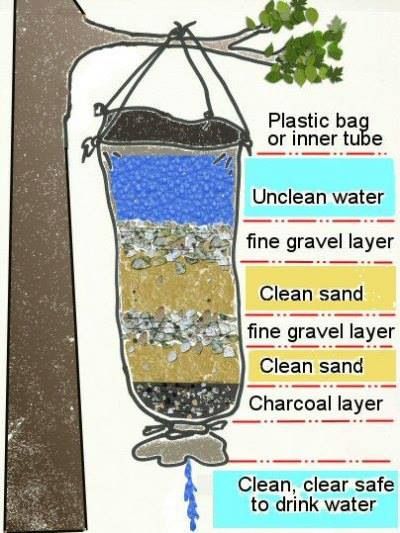 Plastic bag
or inner tube
Unclean water
fine gravel layer
Clean sand
fine gravel layer
Clean sand
Charcoal layer
Clean, clear safe
to drink water